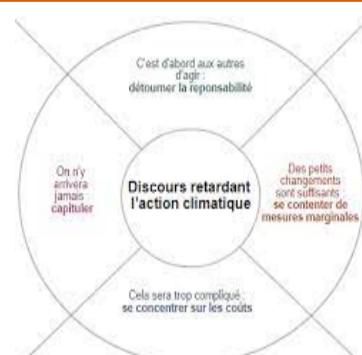 C'est d'abord aux autres
d'agir :
détourner la reponsabilité
On n'y
arrivera
jamais
capituler
Discours retardant
l'action climatique
Des petits
changements
sont suffisants :
se contenter de
mesures marginales
Cela sera trop compliqué :
se concentrer sur les coûts